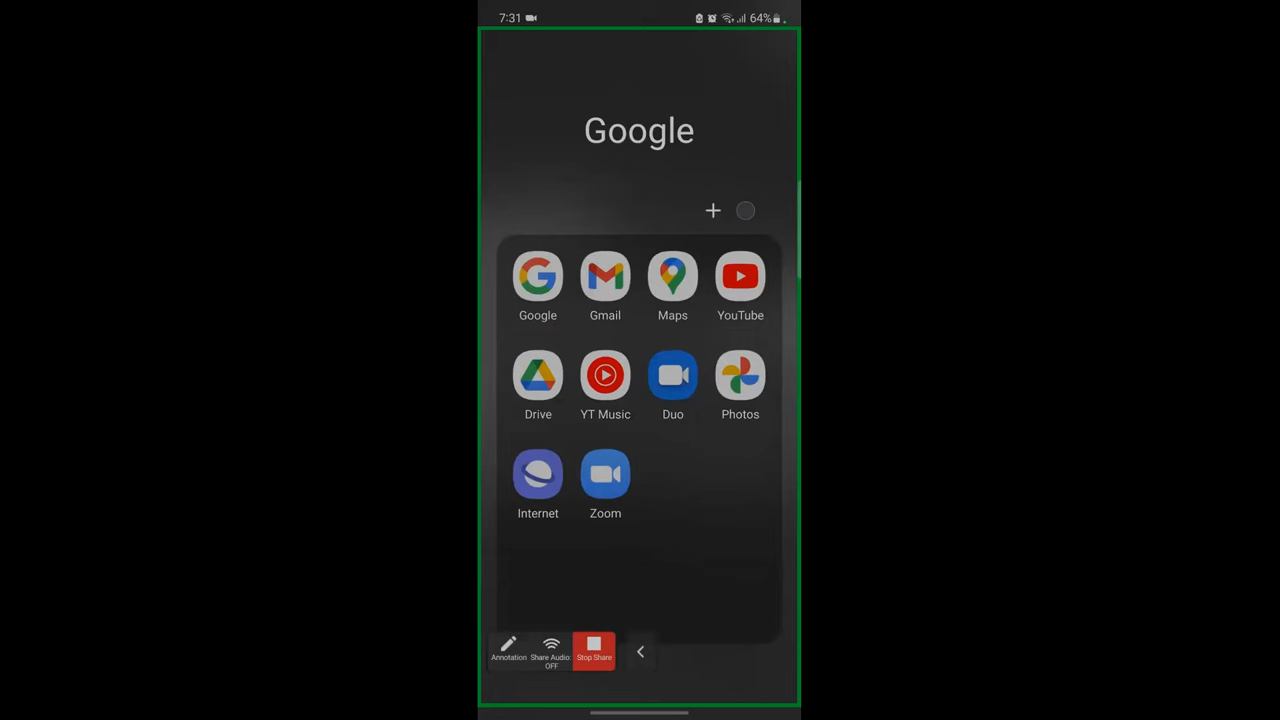 7:31
64%
Google
Google Gmail Maps YouTube
Drive YT Music Duo Photos
Internet Zoom
Annotation Share Audio: Stop Share
OFF